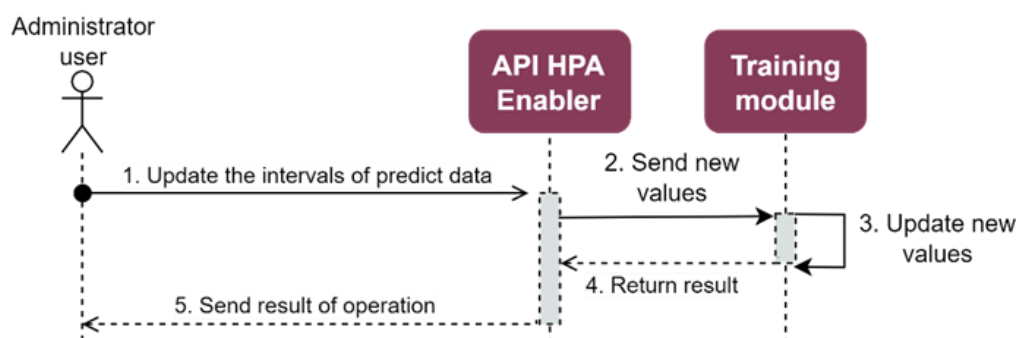 Administrator
user
API HPA
Enabler
Training
module
1. Update the intervals of predict data
2. Send new
values
3. Update new
values
4. Return result
5. Send result of operation